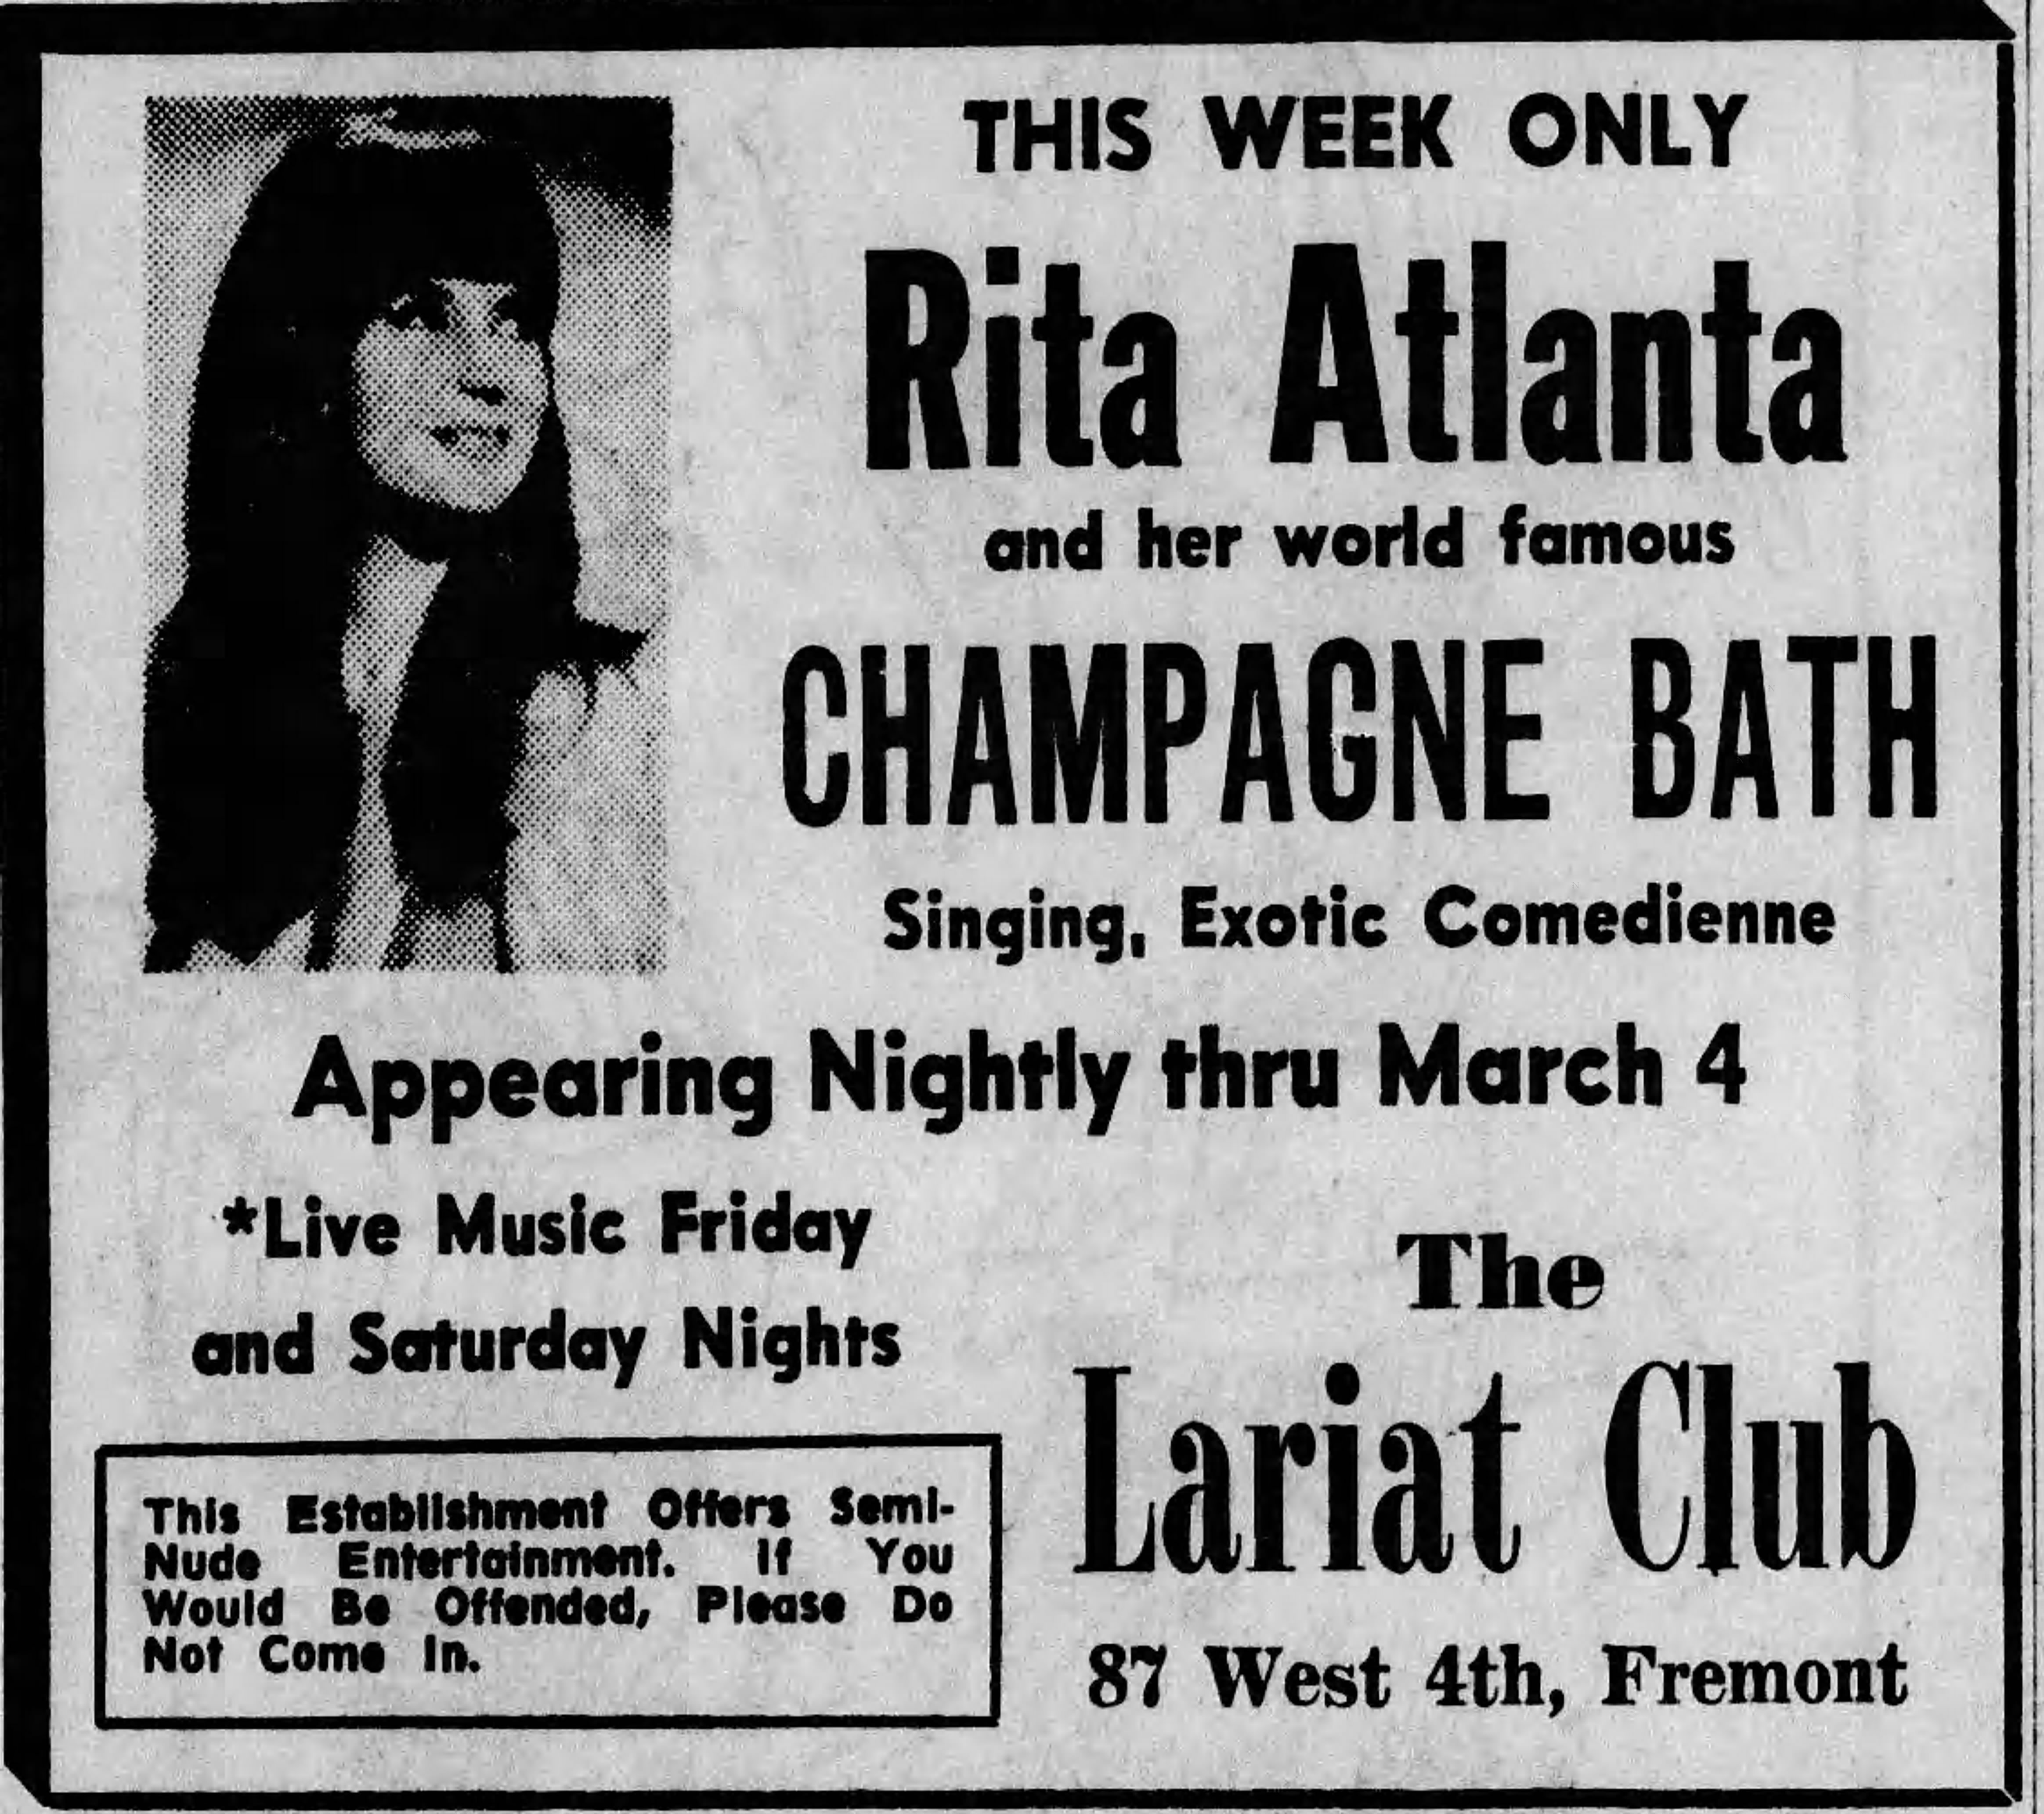 THIS WEEK ONLY
Rita Atlanta
and her world famous
CHAMPAGNE BATH
Singing, Exotic Comedienne
Appearing Nightly thru March 4
*Live Music Friday
and Saturday Nights
This Establishment Offers Semi-
Nude Entertainment. If You
Would Be Offended, Please Do
Not Come In.
The
Lariat Club
87 West 4th, Fremont